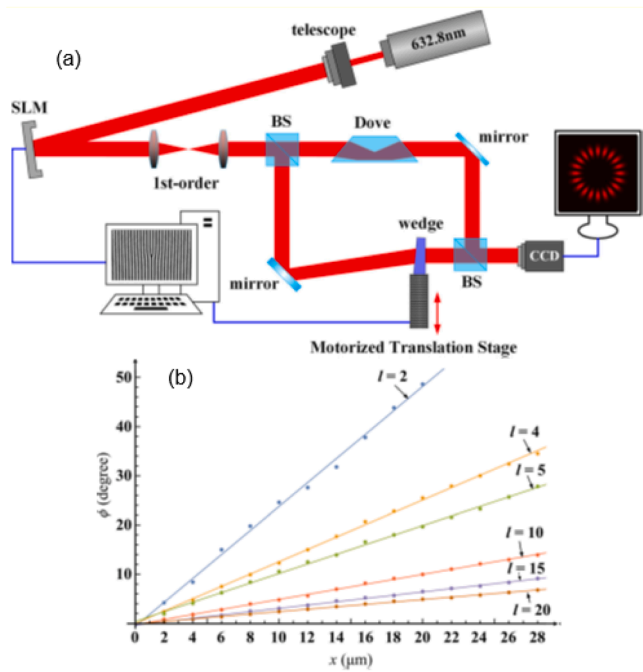 (a)
telescope
632.8nm
SLM
BS
Dove
mirror
1st-order
wedge
CCD
mirror
BS
Motorized Translation Stage
(b)
50
40
30
20
10
ϕ (degree)
l = 2
l = 4
l = 5
l = 10
l = 15
l = 20
0 2 4 6 8 10 12 14 16 18 20 22 24 26 28
x (μm)